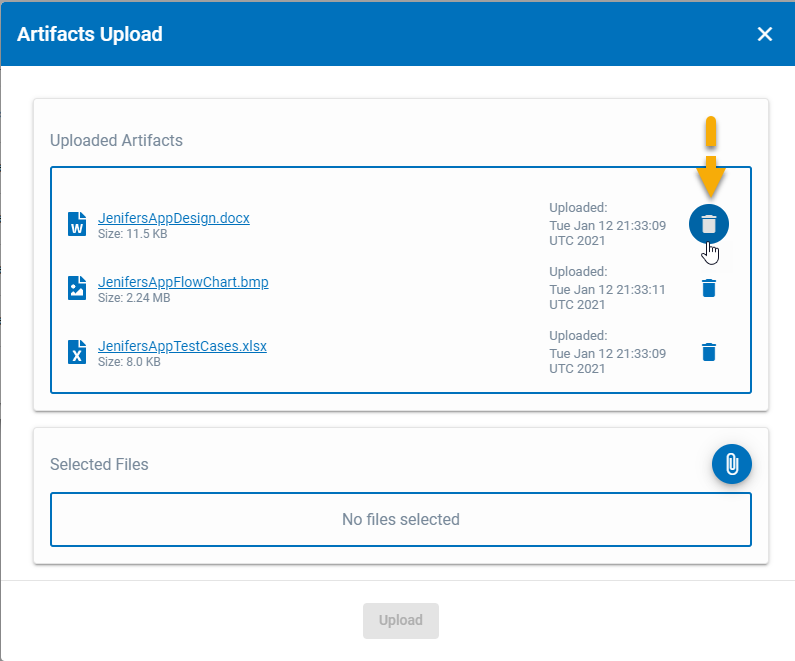 Artifacts Upload
Uploaded Artifacts
JenifersAppDesign.docx
Size: 11.5 KB
Uploaded:
Tue Jan 12 21:33:09
UTC 2021
JenifersAppFlowChart.bmp
Size: 2.24 MB
Uploaded:
Tue Jan 12 21:33:11
UTC 2021
JenifersAppTestCases.xlsx
Size: 8.0 KB
Uploaded:
Tue Jan 12 21:33:09
UTC 2021
Selected Files
No files selected
Upload